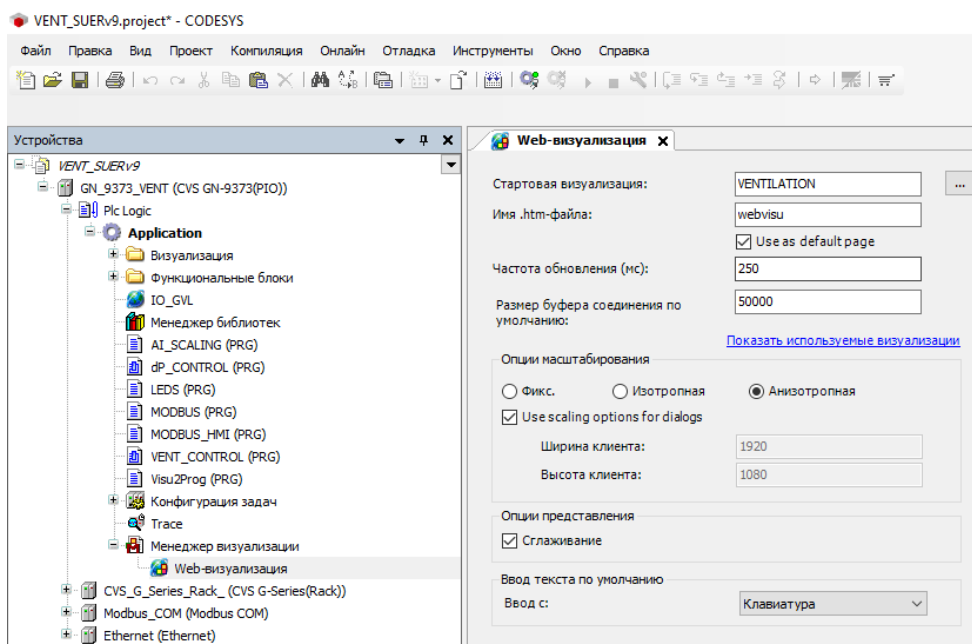 VENT_SUERv9.project* - CODESYS
Файл Правка Вид Проект Компиляция Онлайн Отладка Инструменты Окно Справка
Устройства
VENT_SUERv9
GN_9373_VENT (CVS GN-9373(PIO))
Plc Logic
Application
Визуализация
Функциональные блоки
IO_GVL
Менеджер библиотек
AI_SCALING (PRG)
dP_CONTROL (PRG)
LEDS (PRG)
MODBUS (PRG)
MODBUS_HMI (PRG)
VENT_CONTROL (PRG)
Visu2Prog (PRG)
Конфигурация задач
Trace
Менеджер визуализации
Web-визуализация
CVS_G_Series_Rack_ (CVS G-Series(Rack))
Modbus_COM (Modbus COM)
Ethernet (Ethernet)
Web-визуализация
Стартовая визуализация: VENTILATION ...
Имя .htm-файла: webvisu
Use as default page
Частота обновления (мс): 250
Размер буфера соединения по умолчанию: 50000
Показать используемые визуализации
Опции масштабирования
Фикс. Изотропная Анизотропная
Use scaling options for dialogs
Ширина клиента: 1920
Высота клиента: 1080
Опции представления
Сглаживание
Ввод текста по умолчанию
Ввод с: Клавиатура